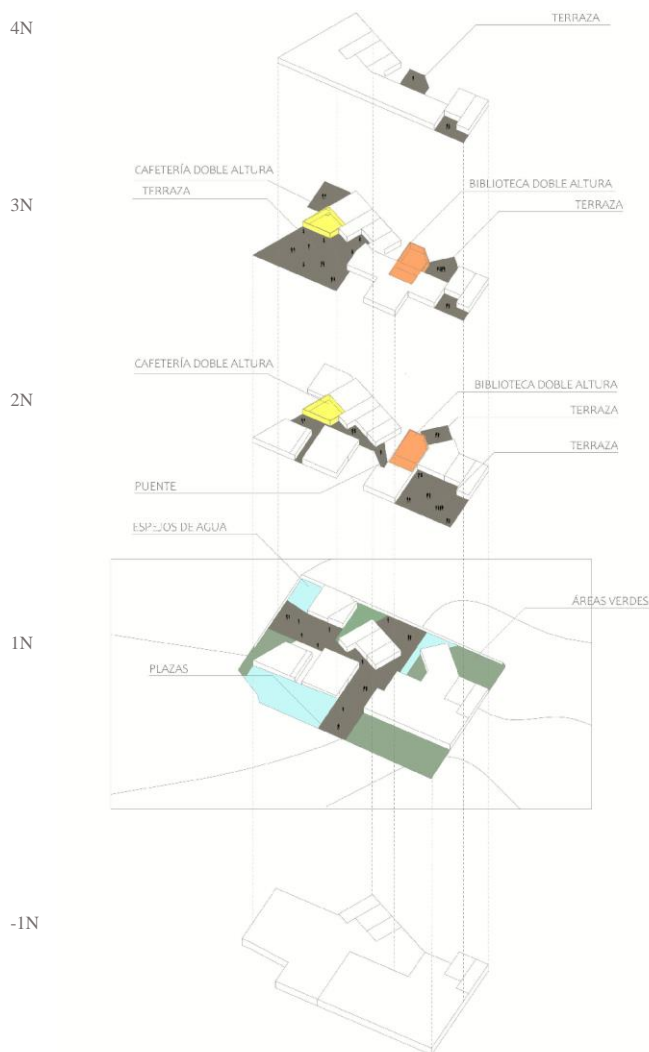 4N
TERRAZA
CAFETERÍA DOBLE ALTURA
BIBLIOTECA DOBLE ALTURA
TERRAZA
3N
TERRAZA
CAFETERÍA DOBLE ALTURA
BIBLIOTECA DOBLE ALTURA
2N
TERRAZA
TERRAZA
PUENTE
ESPEJOS DE AGUA
ÁREAS VERDES
1N
PLAZAS
-1N